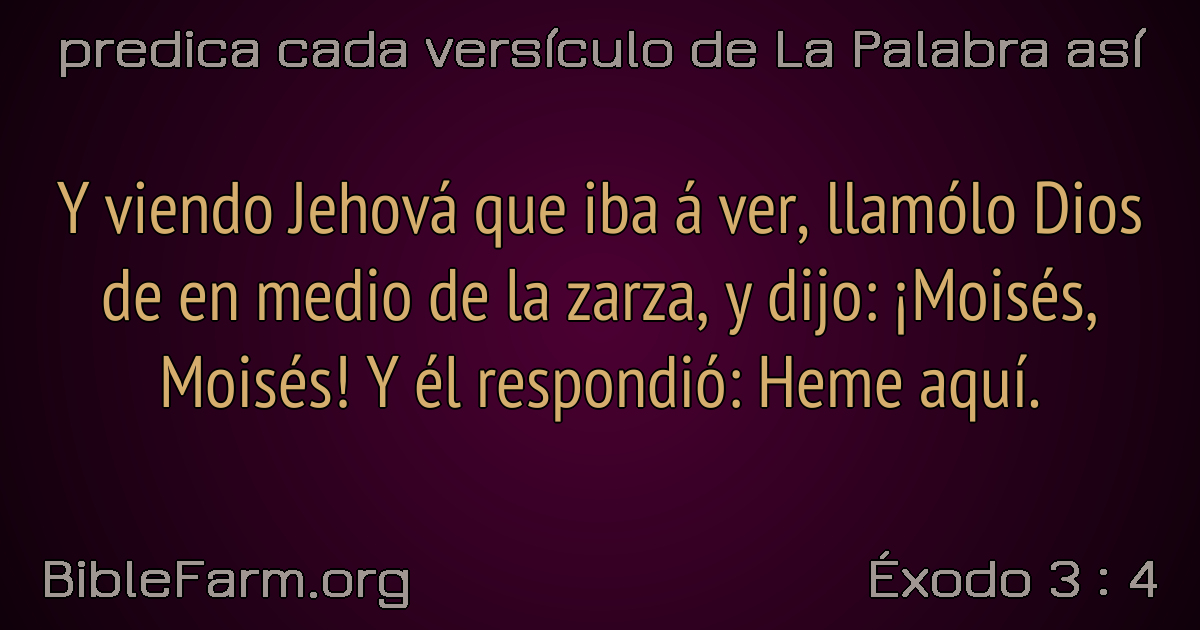 predica cada versículo de La Palabra así
Y viendo Jehová que iba á ver, llamólo Dios
de en medio de la zarza, y dijo: ¡Moisés,
Moisés! Y él respondió: Heme aquí.
BibleFarm.org
Éxodo 3 : 4